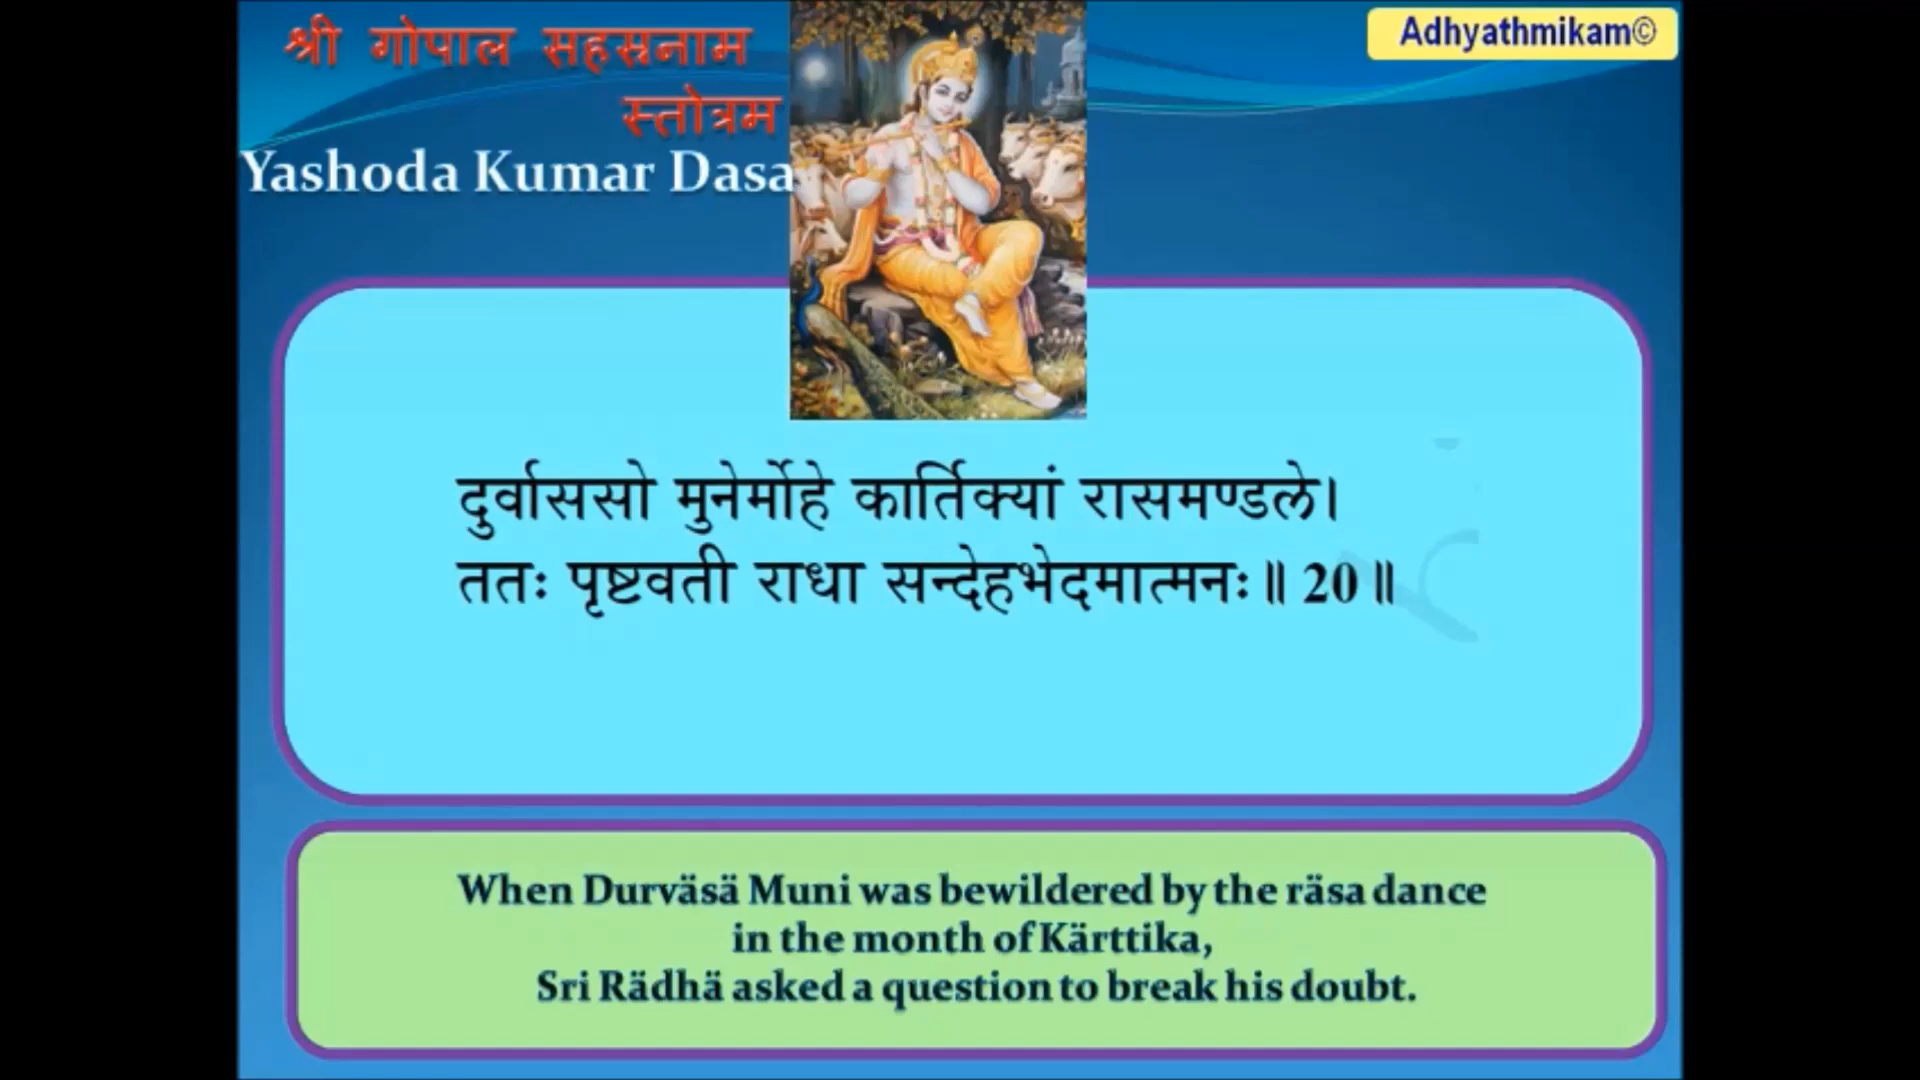 श्री गोपाल सहस्रनाम
स्तोत्रम
Yashoda Kumar Dasa
Adhyathmikam©
दुर्वाससो मुनेर्मोहे कार्तिक्यां रासमण्डले।
ततः पृष्टवती राधा सन्देहभेदमात्मनः॥ 20॥
When Durväsä Muni was bewildered by the räsa dance
in the month of Kärttika,
Sri Rädhä asked a question to break his doubt.